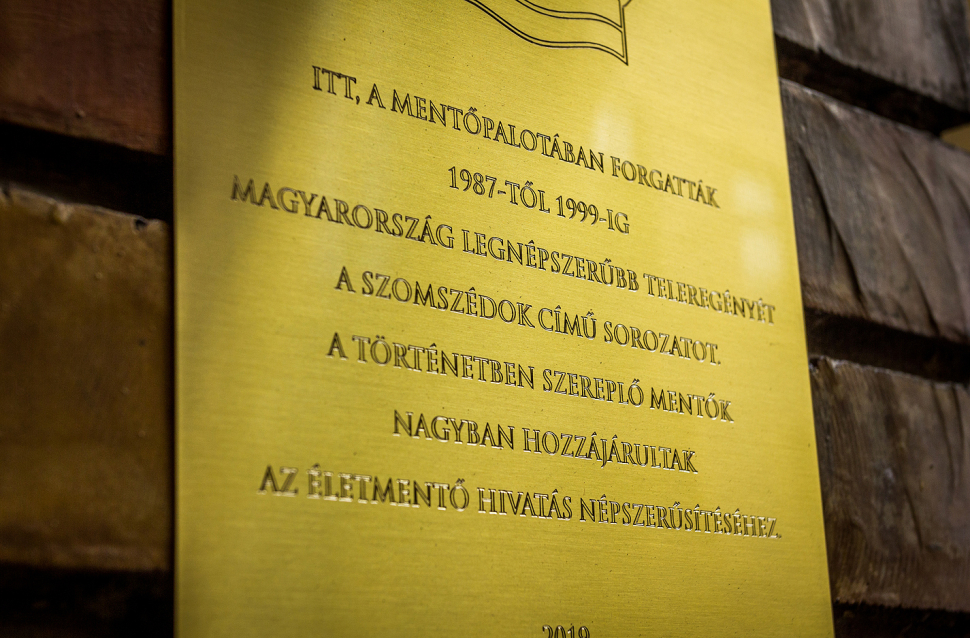 ITT, A MENTŐPALOTÁBAN FORGATTÁK
1987-TŐL 1999-IG
MAGYARORSZÁG LEGNÉPSZERŰBB TELEREGÉNYÉT
A SZOMSZÉDOK CÍMŰ SOROZATOT.
A TÖRTÉNETBEN SZEREPLŐ MENTŐK
NAGYBAN HOZZÁJÁRULTAK
AZ ÉLETMENTŐ HIVATÁS NÉPSZERŰSÍTÉSÉHEZ.
2019